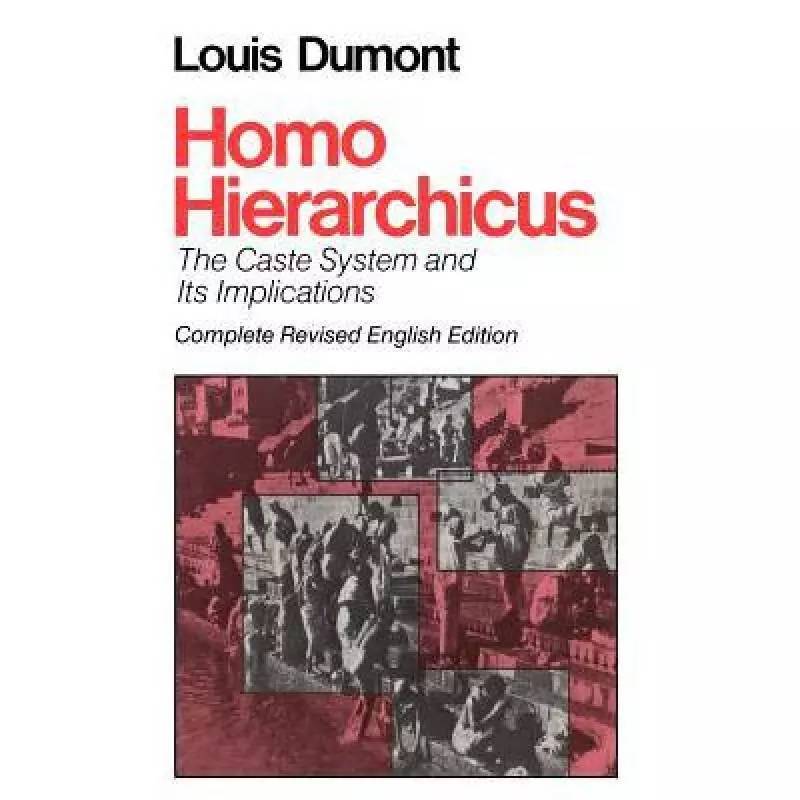 Louis Dumont
Homo
Hierarchicus
The Caste System and
Its Implications
Complete Revised English Edition